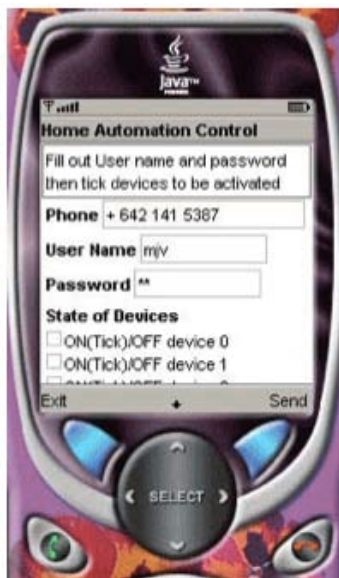 Java™
Home Automation Control
Fill out User name and password
then tick devices to be activated
Phone + 642 141 5387
User Name mjv
Password **
State of Devices
ON(Tick)/OFF device 0
ON(Tick)/OFF device 1
Exit Send
SELECT